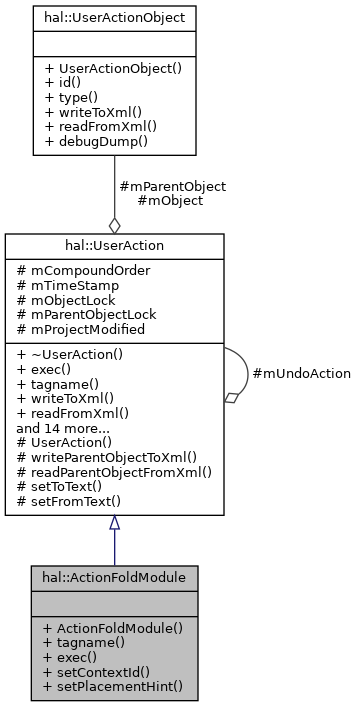 hal::UserActionObject
+ UserActionObject()
+ id()
+ type()
+ writeToXml()
+ readFromXml()
+ debugDump()
#mParentObject
#mObject
hal::UserAction
# mCompoundOrder
# mTimeStamp
# mObjectLock
# mParentObjectLock
# mProjectModified
+ ~UserAction()
+ exec()
+ tagname()
+ writeToXml()
+ readFromXml()
and 14 more...
# UserAction()
# writeParentObjectToXml()
# readParentObjectFromXml()
# setToText()
# setFromText()
#mUndoAction
hal::ActionFoldModule
+ ActionFoldModule()
+ tagname()
+ exec()
+ setContextId()
+ setPlacementHint()